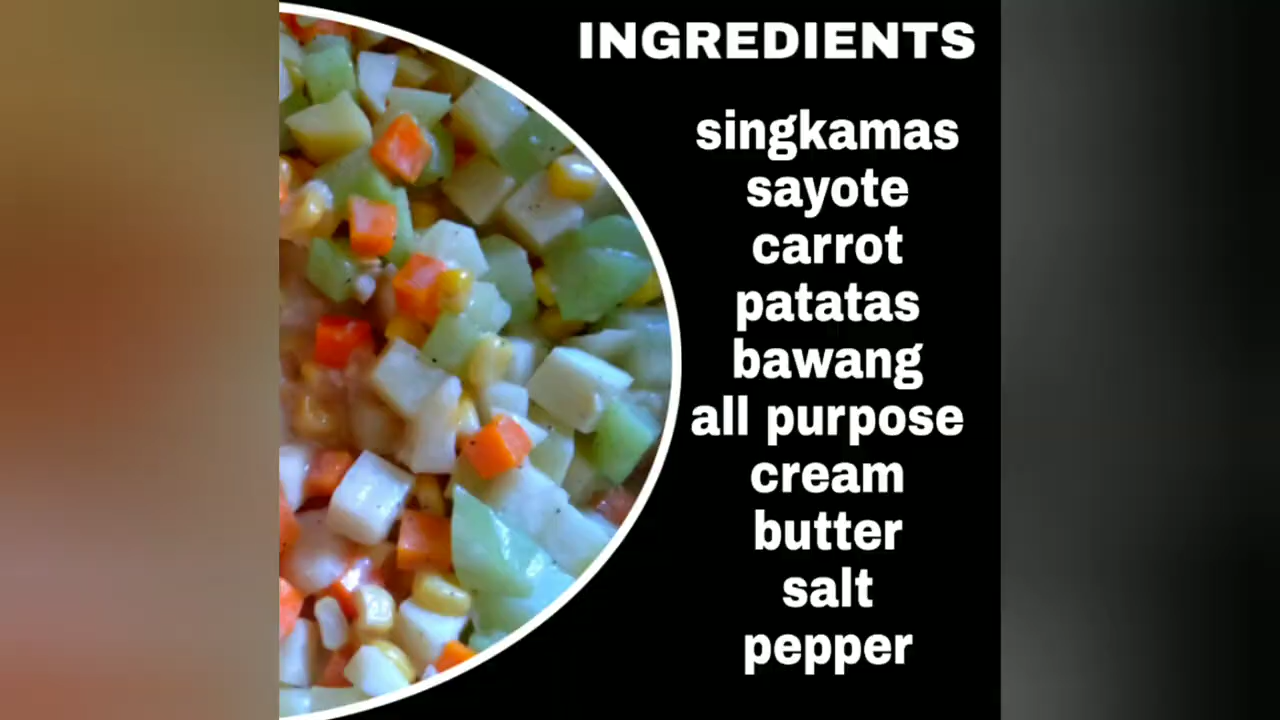 INGREDIENTS
singkamas
sayote
carrot
patatas
bawang
all purpose
cream
butter
salt
pepper